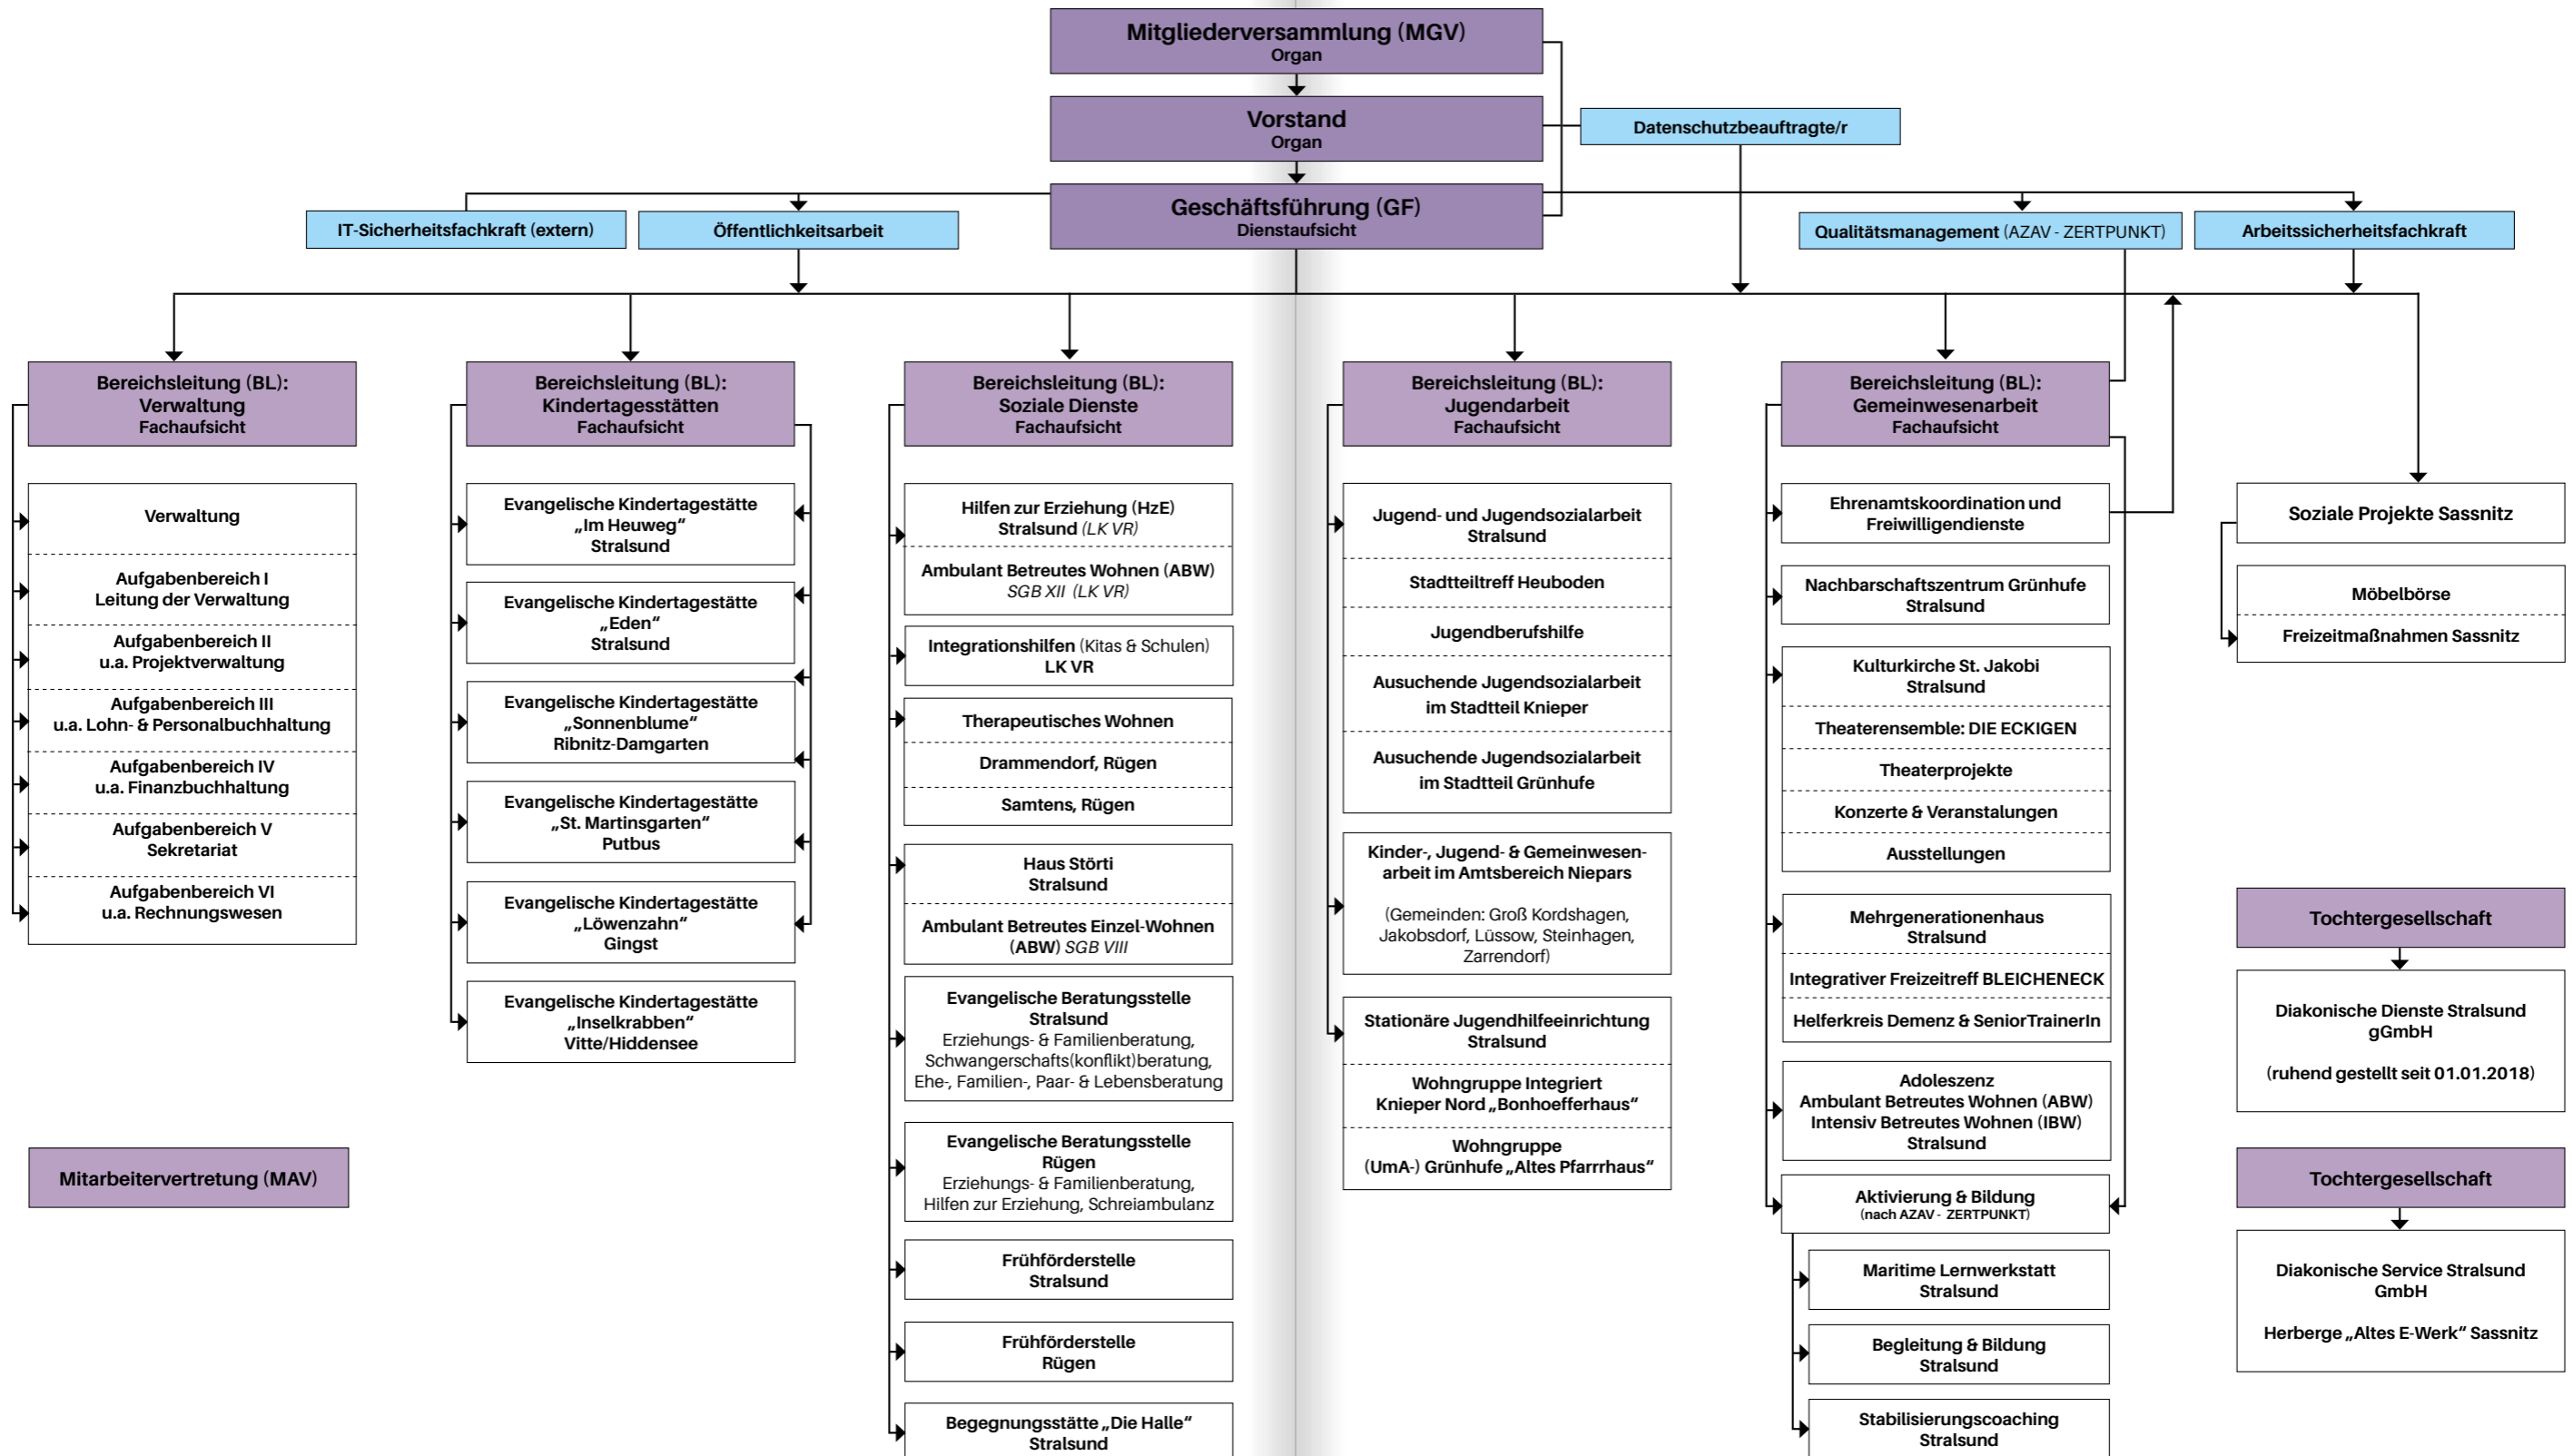 Mitgliederversammlung (MGV)
Organ
Vorstand
Organ
Datenschutzbeauftragte/r
Geschäftsführung (GF)
Dienstaufsicht
IT-Sicherheitsfachkraft (extern)
Öffentlichkeitsarbeit
Qualitätsmanagement (AZAV - ZERTPUNKT)
Arbeitssicherheitsfachkraft
Bereichsleitung (BL):
Verwaltung
Fachaufsicht
Verwaltung
Aufgabenbereich I
Leitung der Verwaltung
Aufgabenbereich II
u.a. Projektverwaltung
Aufgabenbereich III
u.a. Lohn- & Personalbuchhaltung
Aufgabenbereich IV
u.a. Finanzbuchhaltung
Aufgabenbereich V
Sekretariat
Aufgabenbereich VI
u.a. Rechnungswesen
Mitarbeitervertretung (MAV)
Bereichsleitung (BL):
Kindertagesstätten
Fachaufsicht
Evangelische Kindertagestätte
„Im Heuweg“
Stralsund
Evangelische Kindertagestätte
„Eden“
Stralsund
Evangelische Kindertagestätte
„Sonnenblume“
Ribnitz-Damgarten
Evangelische Kindertagestätte
„St. Martinsgarten“
Putbus
Evangelische Kindertagestätte
„Löwenzahn“
Gingst
Evangelische Kindertagestätte
„Inselkrabben“
Vitte/Hiddensee
Bereichsleitung (BL):
Soziale Dienste
Fachaufsicht
Hilfen zur Erziehung (HzE)
Stralsund (LK VR)
Ambulant Betreutes Wohnen (ABW)
SGB XII (LK VR)
Integrationshilfen (Kitas & Schulen)
LK VR
Therapeutisches Wohnen
Drammendorf, Rügen
Samtens, Rügen
Haus Störti
Stralsund
Ambulant Betreutes Einzel-Wohnen
(ABW) SGB VIII
Evangelische Beratungsstelle
Stralsund
Erziehungs- & Familienberatung,
Schwangerschafts(konflikt)beratung,
Ehe-, Familien-, Paar- & Lebensberatung
Evangelische Beratungsstelle
Rügen
Erziehungs- & Familienberatung,
Hilfen zur Erziehung, Schreiambulanz
Frühförderstelle
Stralsund
Frühförderstelle
Rügen
Begegnungsstätte „Die Halle“
Stralsund
Bereichsleitung (BL):
Jugendarbeit
Fachaufsicht
Jugend- und Jugendsozialarbeit
Stralsund
Stadtteiltreff Heuboden
Jugendberufshilfe
Ausuchende Jugendsozialarbeit
im Stadtteil Knieper
Ausuchende Jugendsozialarbeit
im Stadtteil Grünhufe
Kinder-, Jugend- & Gemeinwesen-
arbeit im Amtsbereich Niepars
(Gemeinden: Groß Kordshagen,
Jakobsdorf, Lüssow, Steinhagen,
Zarrendorf)
Stationäre Jugendhilfeeinrichtung
Stralsund
Wohngruppe Integriert
Knieper Nord „Bonhoefferhaus“
Wohngruppe
(UmA-) Grünhufe „Altes Pfarrrhaus“
Bereichsleitung (BL):
Gemeinwesenarbeit
Fachaufsicht
Ehrenamtskoordination und
Freiwilligendienste
Nachbarschaftszentrum Grünhufe
Stralsund
Kulturkirche St. Jakobi
Stralsund
Theaterensemble: DIE ECKIGEN
Theaterprojekte
Konzerte & Veranstalungen
Ausstellungen
Mehrgenerationenhaus
Stralsund
Integrativer Freizeitreff BLEICHENECK
Helferkreis Demenz & SeniorTrainerIn
Adoleszenz
Ambulant Betreutes Wohnen (ABW)
Intensiv Betreutes Wohnen (IBW)
Stralsund
Aktivierung & Bildung
(nach AZAV - ZERTPUNKT)
Maritime Lernwerkstatt
Stralsund
Begleitung & Bildung
Stralsund
Stabilisierungscoaching
Stralsund
Soziale Projekte Sassnitz
Möbelbörse
Freizeitmaßnahmen Sassnitz
Tochtergesellschaft
Diakonische Dienste Stralsund
gGmbH
(ruhend gestellt seit 01.01.2018)
Tochtergesellschaft
Diakonische Service Stralsund
GmbH
Herberge „Altes E-Werk“ Sassnitz